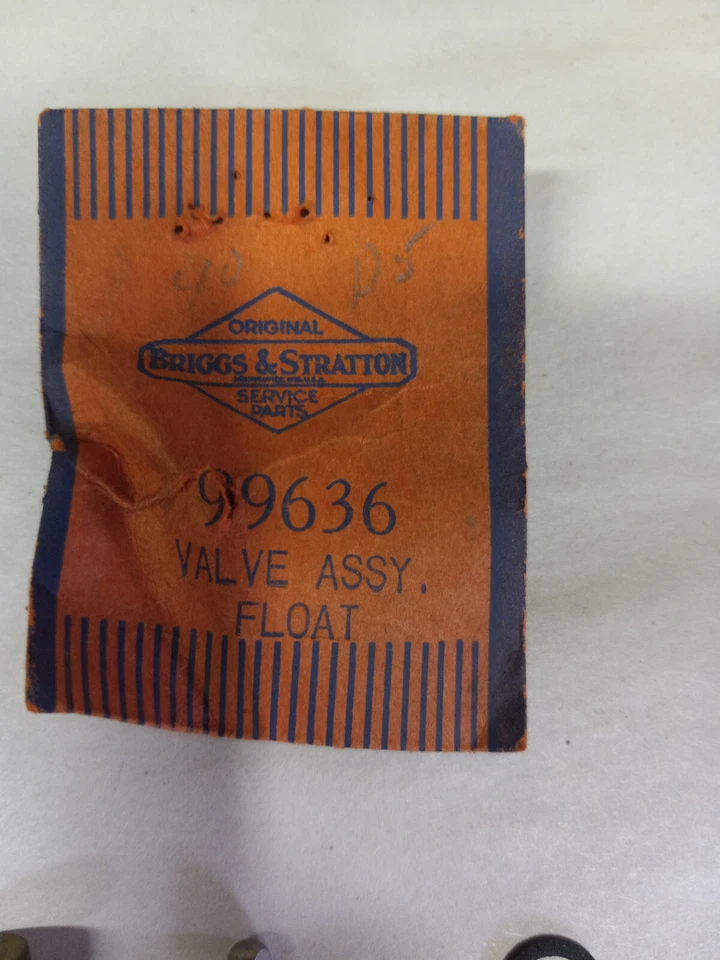 ORIGINAL
BRIGGS & STRATTON
SERVICE
PARTS
99636
VALVE ASSY.
FLOAT